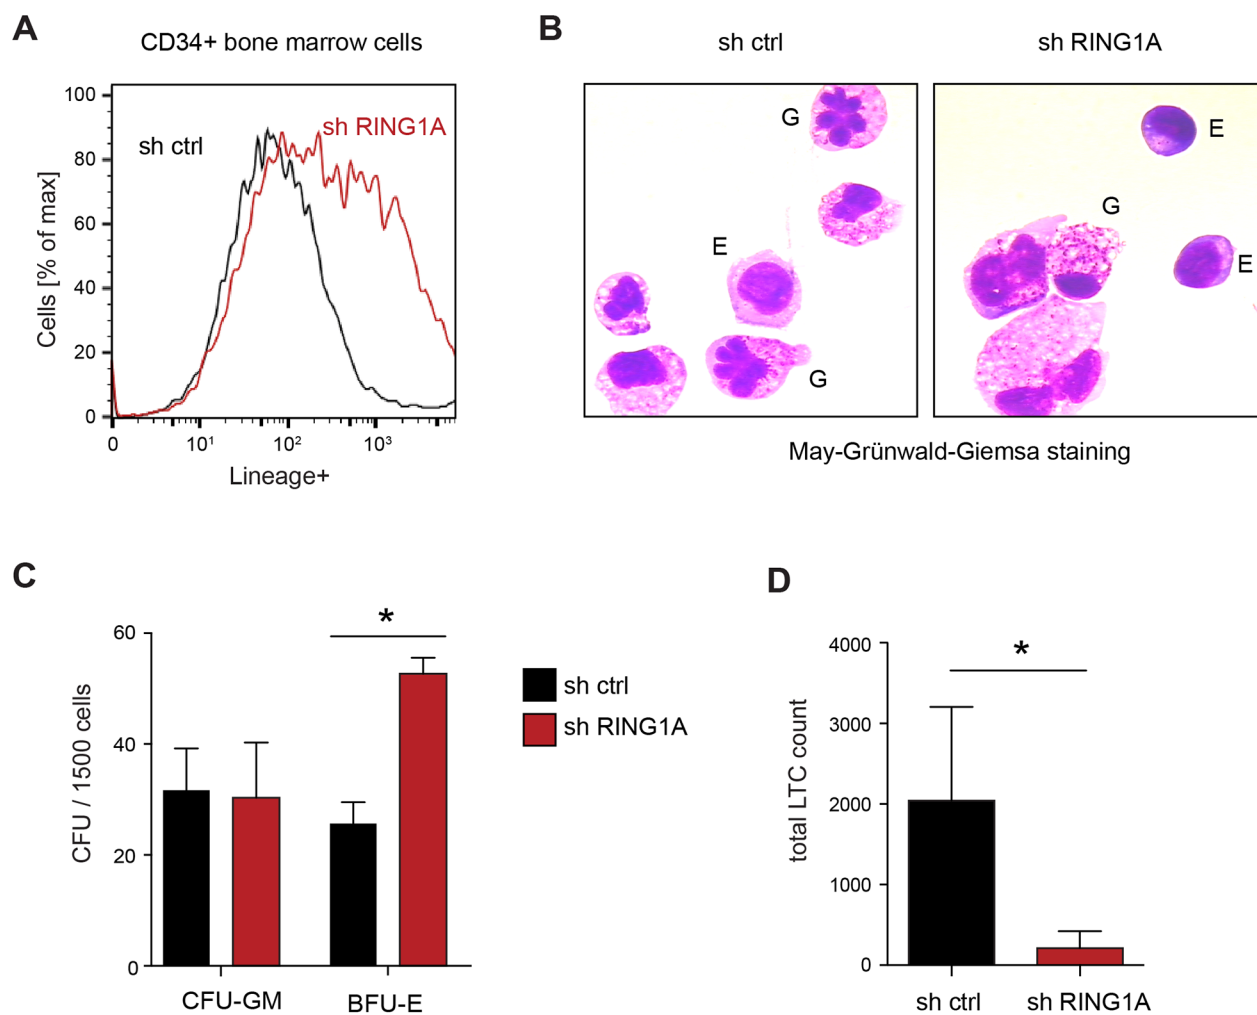 A
CD34+ bone marrow cells
100
80
60
40
20
0
Cells [% of max]
sh ctrl
sh RING1A
0
10¹
10²
10³
Lineage+
B
sh ctrl
sh RING1A
G
E
G
E
G
E
May-Grünwald-Giemsa staining
C
60
40
20
0
CFU / 1500 cells
*
CFU-GM
BFU-E
sh ctrl
sh RING1A
D
4000
3000
2000
1000
0
total LTC count
*
sh ctrl
sh RING1A